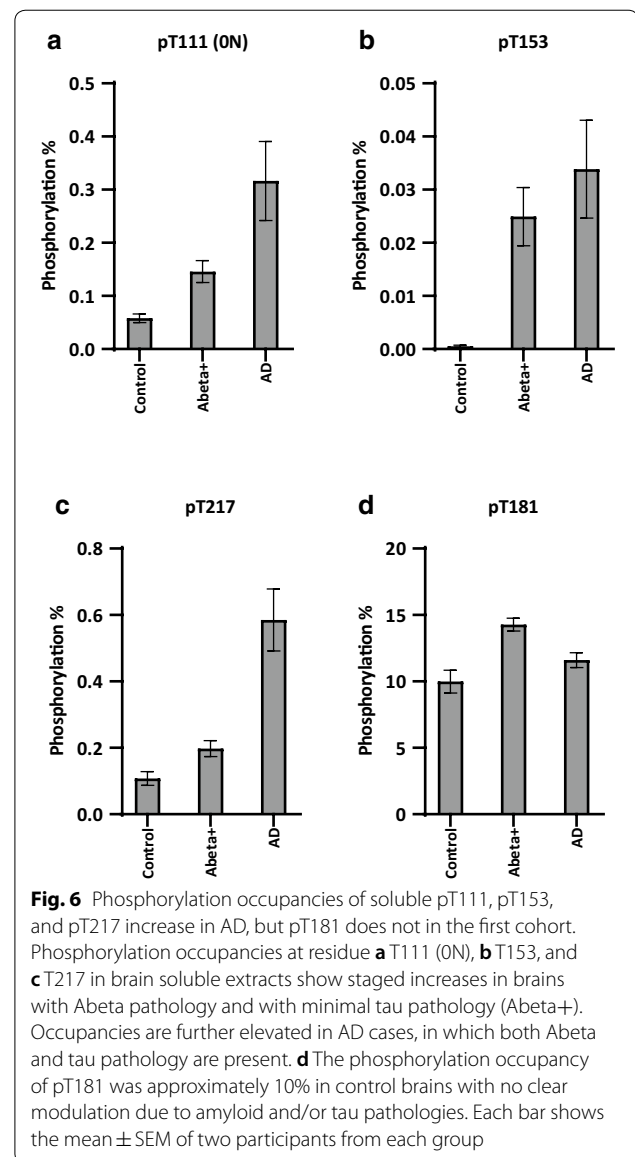 a pT111 (0N)
Phosphorylation %
0.5
0.4
0.3
0.2
0.1
0.0
Control
Abeta+
AD
b pT153
Phosphorylation %
0.05
0.04
0.03
0.02
0.01
0.00
Control
Abeta+
AD
c pT217
Phosphorylation %
0.8
0.6
0.4
0.2
0.0
Control
Abeta+
AD
d pT181
Phosphorylation %
20
15
10
5
0
Control
Abeta+
AD
Fig. 6 Phosphorylation occupancies of soluble pT111, pT153,
and pT217 increase in AD, but pT181 does not in the first cohort.
Phosphorylation occupancies at residue a T111 (0N), b T153, and
c T217 in brain soluble extracts show staged increases in brains
with Abeta pathology and with minimal tau pathology (Abeta+).
Occupancies are further elevated in AD cases, in which both Abeta
and tau pathology are present. d The phosphorylation occupancy
of pT181 was approximately 10% in control brains with no clear
modulation due to amyloid and/or tau pathologies. Each bar shows
the mean ± SEM of two participants from each group